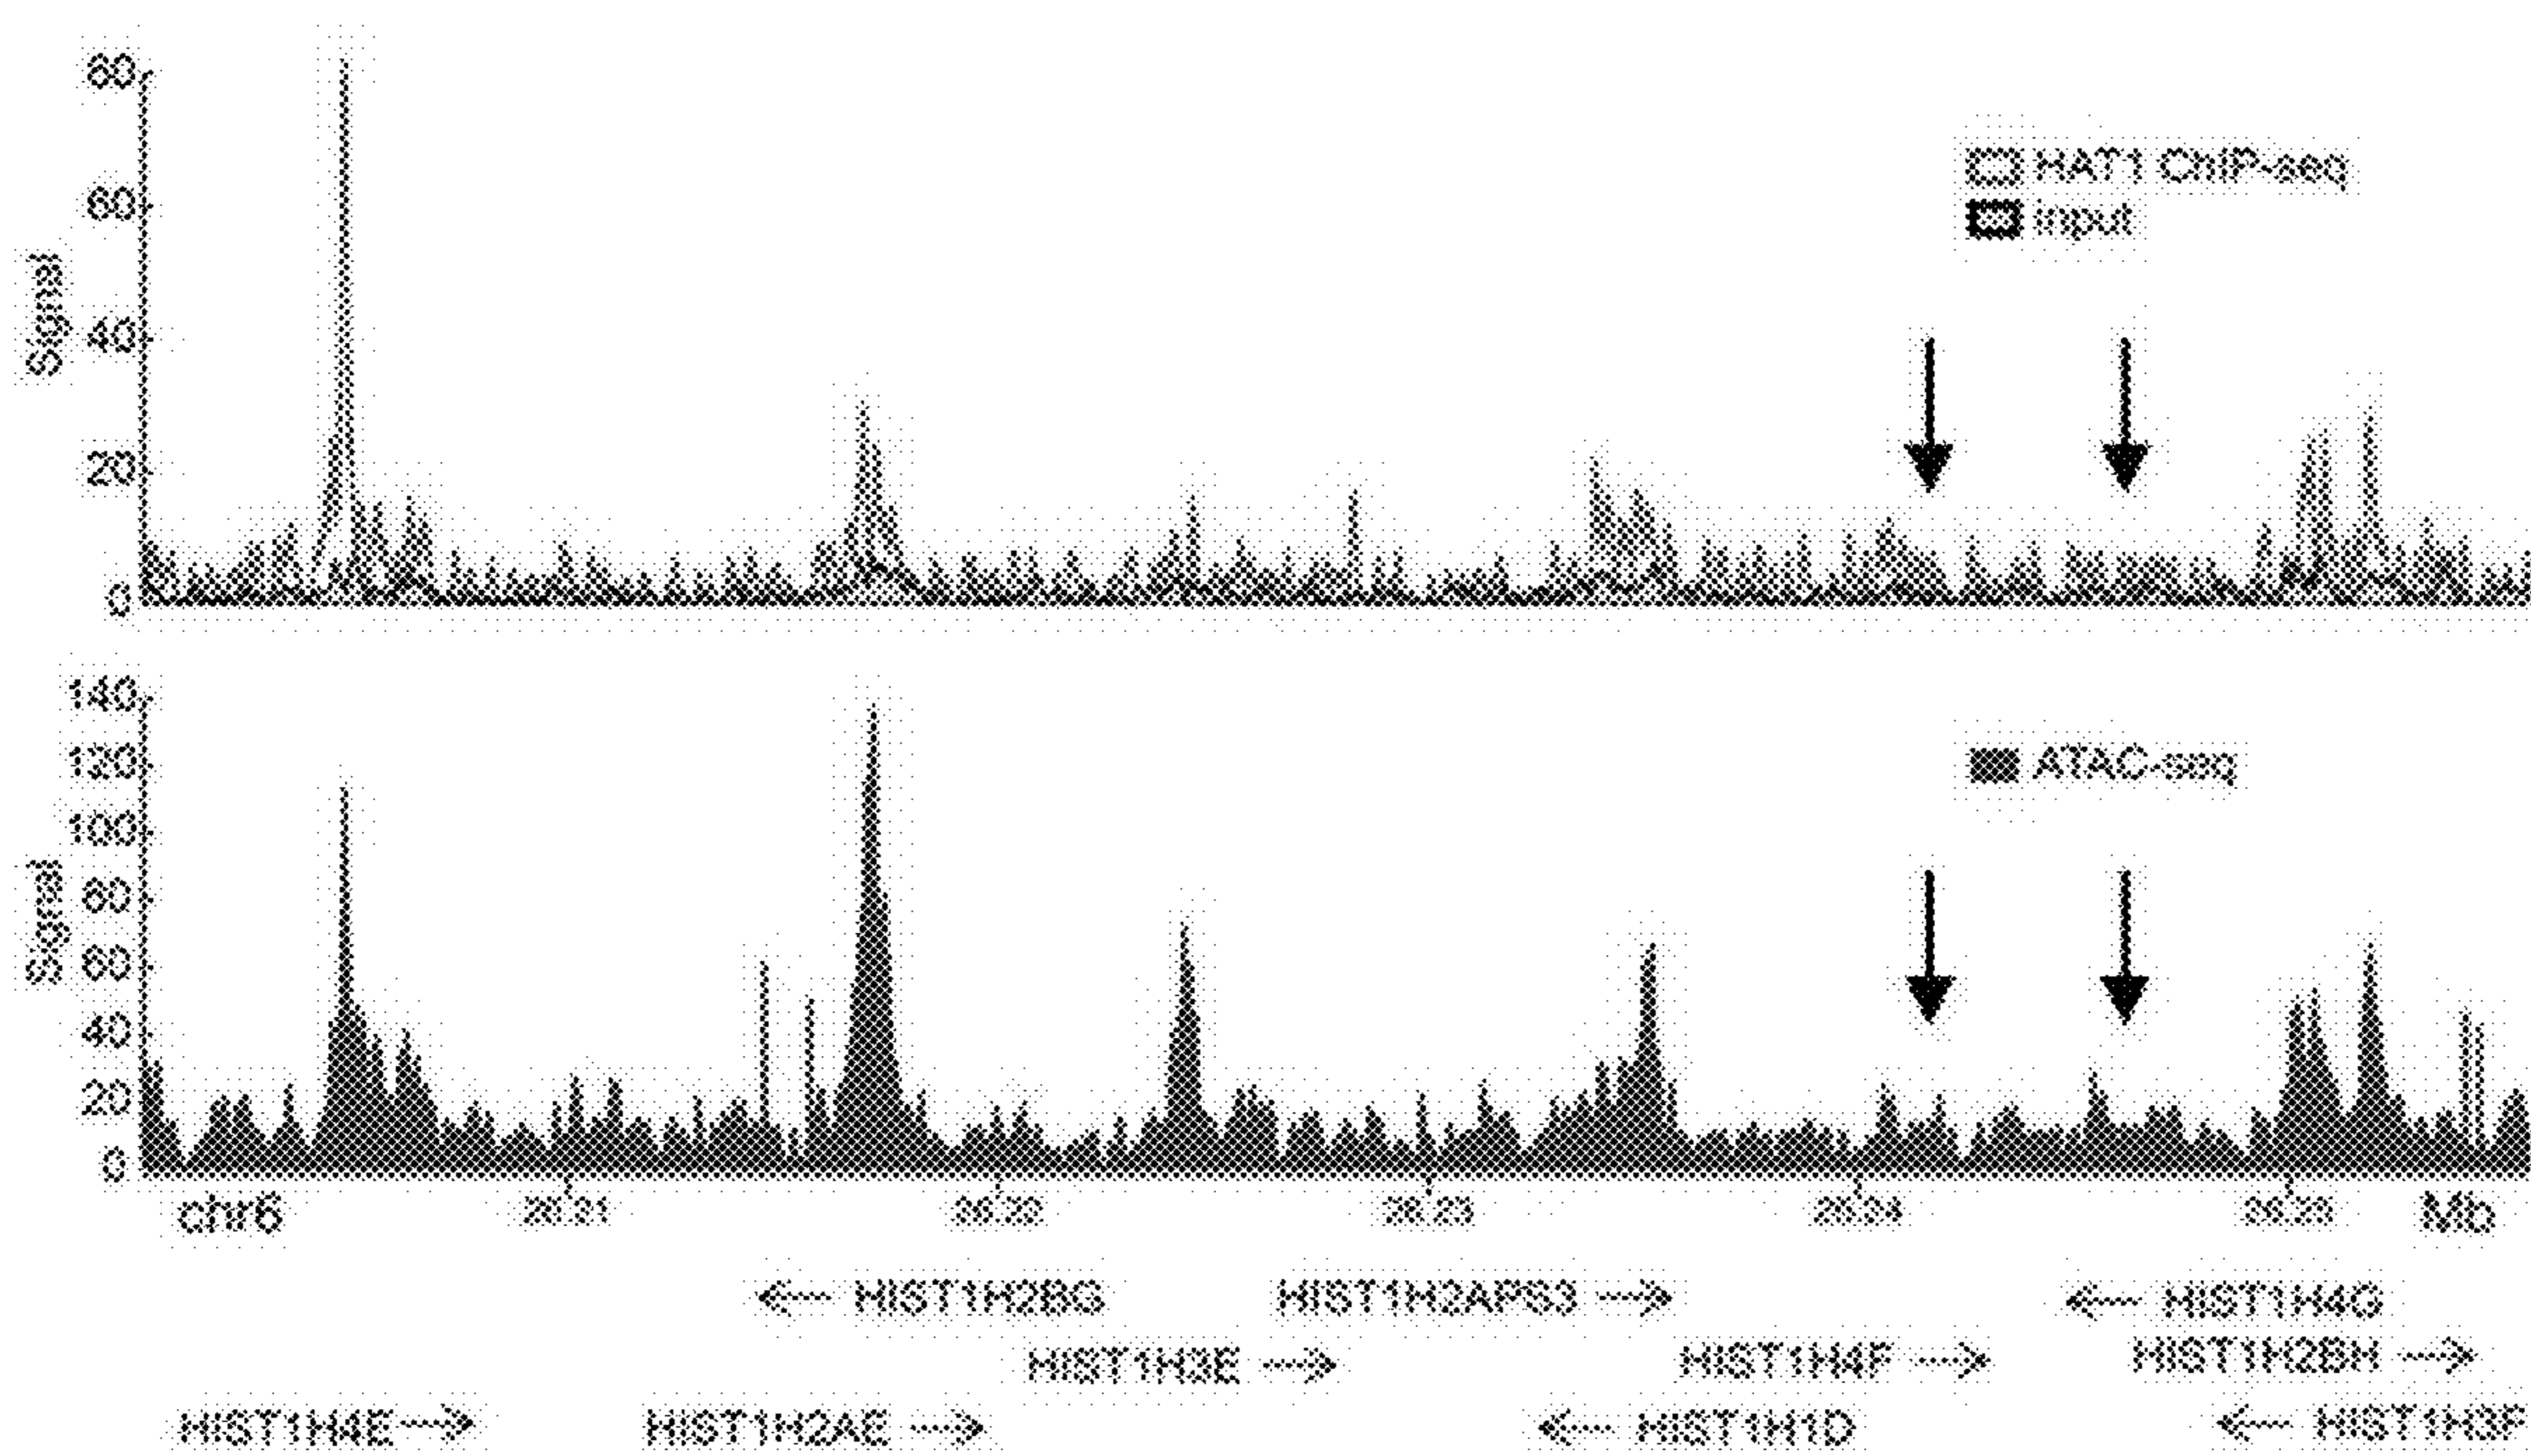 80
60
Signal
40
20
0
HAT1 ChIP-seq
input
140
120
100
Signal
80
60
40
20
0
ATAC-seq
chr6 26.21 26.22 26.23 26.24 Mb
HIST1H2BG HIST1H2APS3 HIST1H4G
HIST1H3E HIST1H4F HIST1H2BH
HIST1H4E HIST1H2AE HIST1H1D HIST1H3F